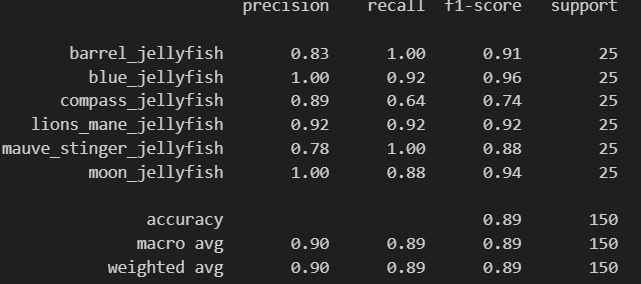 precision recall f1-score support
barrel_jellyfish 0.83 1.00 0.91 25
blue_jellyfish 1.00 0.92 0.96 25
compass_jellyfish 0.89 0.64 0.74 25
lions_mane_jellyfish 0.92 0.92 0.92 25
mauve_stinger_jellyfish 0.78 1.00 0.88 25
moon_jellyfish 1.00 0.88 0.94 25
accuracy 0.89 150
macro avg 0.90 0.89 0.89 150
weighted avg 0.90 0.89 0.89 150